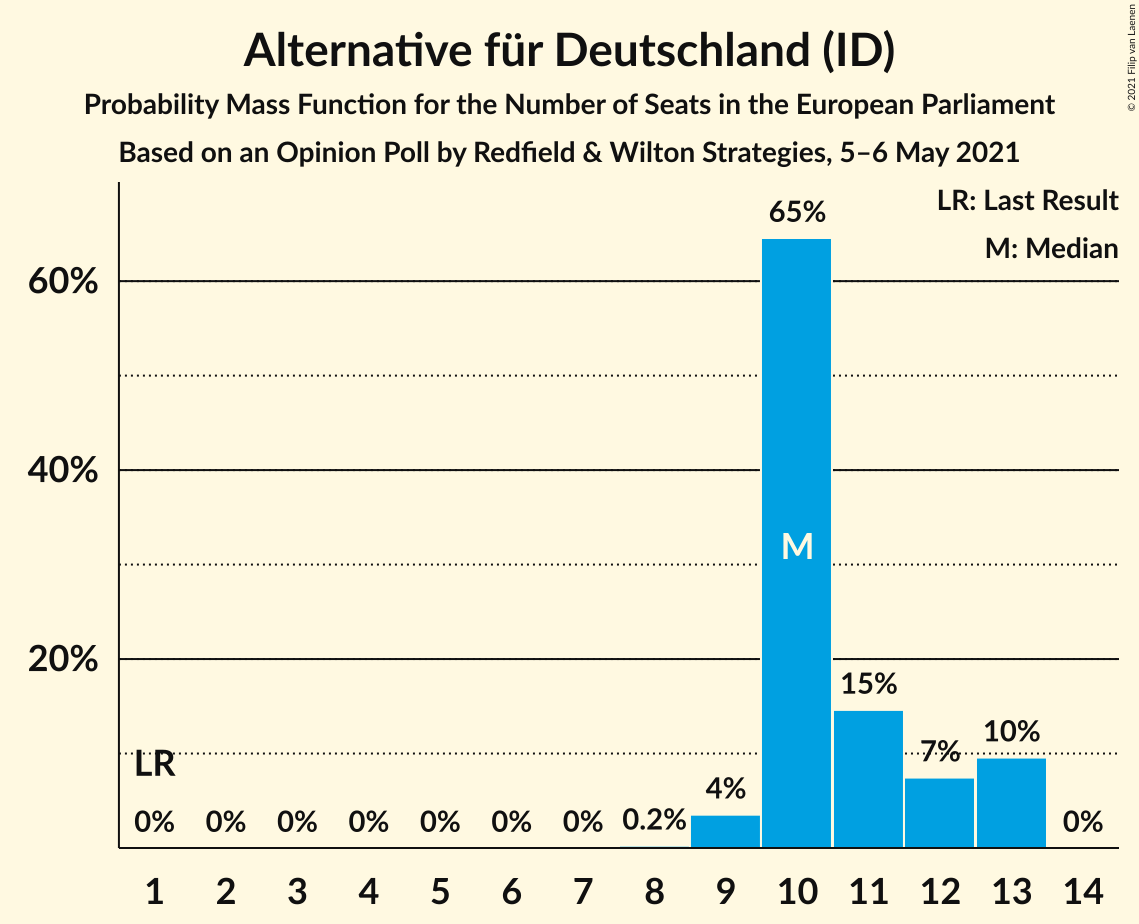 Alternative für Deutschland (ID)
Probability Mass Function for the Number of Seats in the European Parliament
Based on an Opinion Poll by Redfield & Wilton Strategies, 5–6 May 2021
© 2021 Filip van Laenen
LR: Last Result
M: Median
65%
60%
40%
M
20%
15%
10%
7%
LR
4%
0% 0% 0% 0% 0% 0% 0% 0.2% 0%
1 2 3 4 5 6 7 8 9 10 11 12 13 14